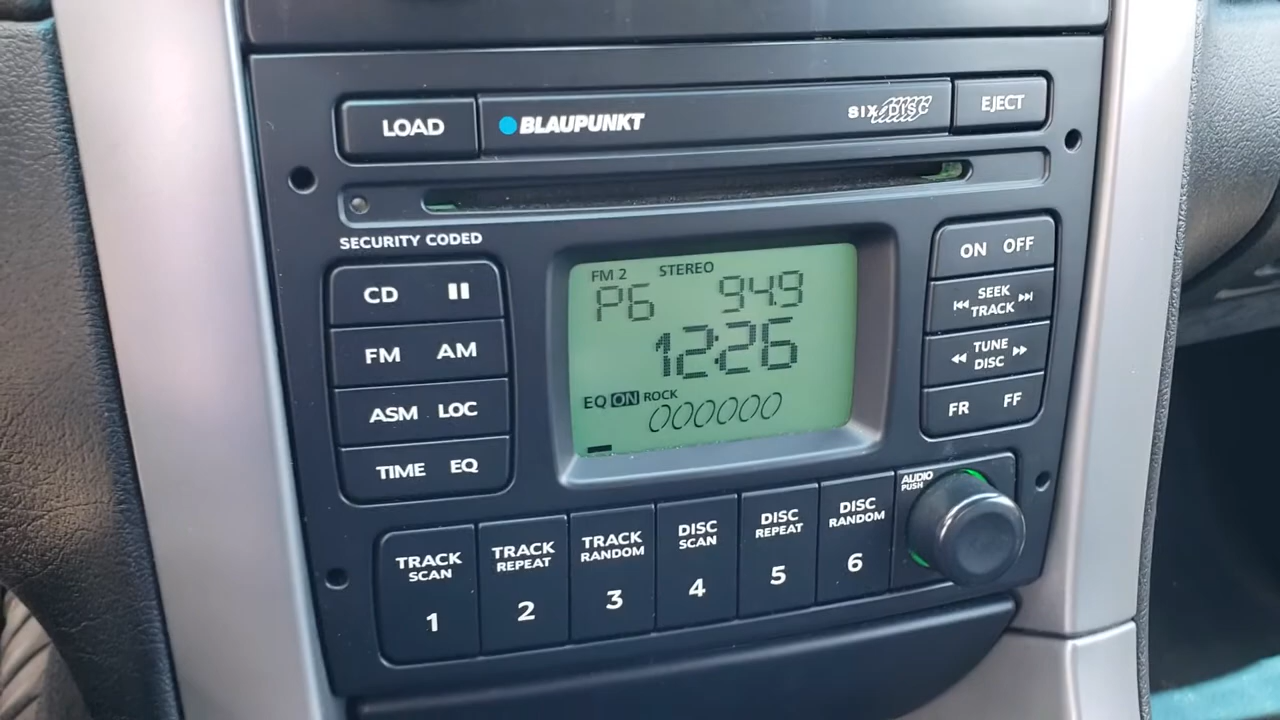 LOAD
BLAUPUNKT
SIX DISC
EJECT
SECURITY CODED
CD
FM AM
ASM LOC
TIME EQ
FM 2 STEREO
P6 94.9
12:26
EQ ON ROCK
000000
ON OFF
SEEK
TRACK
TUNE
DISC
FR FF
AUDIO
PUSH
TRACK
SCAN
1
TRACK
REPEAT
2
TRACK
RANDOM
3
DISC
SCAN
4
DISC
REPEAT
5
DISC
RANDOM
6